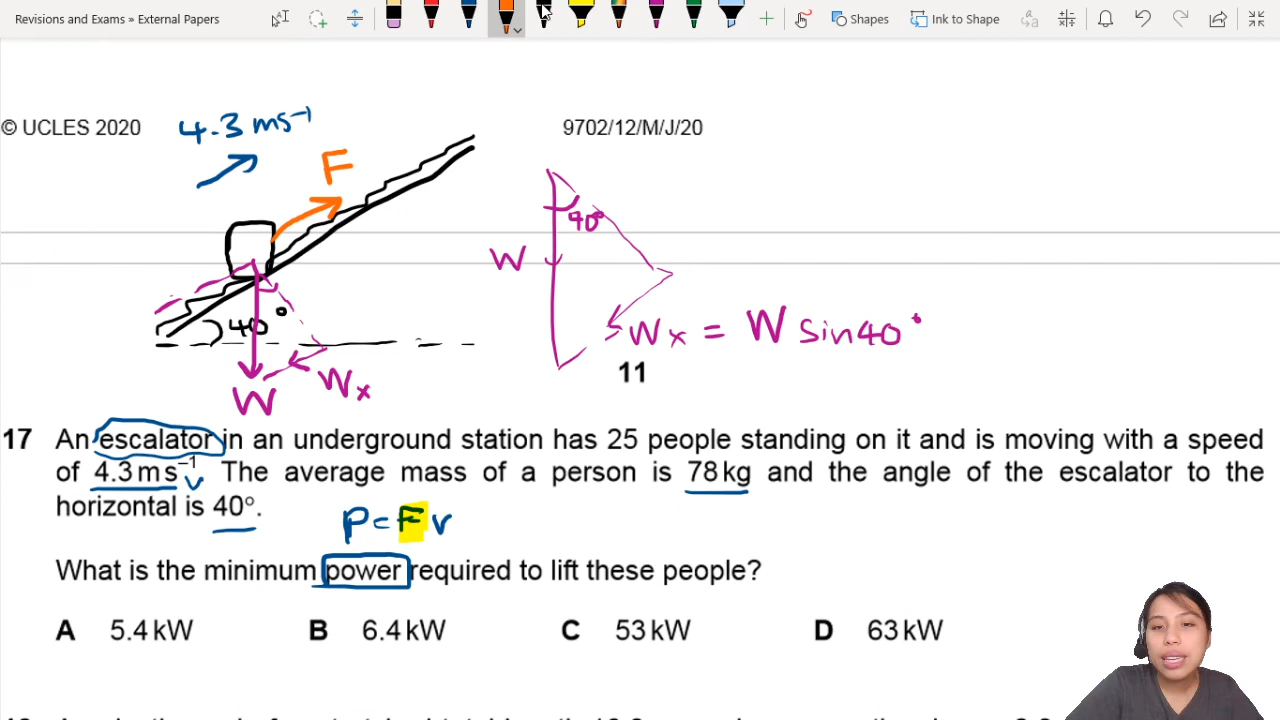 Revisions and Exams » External Papers
Shapes
Ink to Shape
© UCLES 2020
9702/12/M/J/20
4.3 ms⁻¹
F
40°
W
Wx
W
40°
Wx = W sin40°
11
17 An escalator in an underground station has 25 people standing on it and is moving with a speed
of 4.3 m s⁻¹. The average mass of a person is 78 kg and the angle of the escalator to the
v
horizontal is 40°.
P = Fv
What is the minimum power required to lift these people?
A 5.4 kW B 6.4 kW C 53 kW D 63 kW